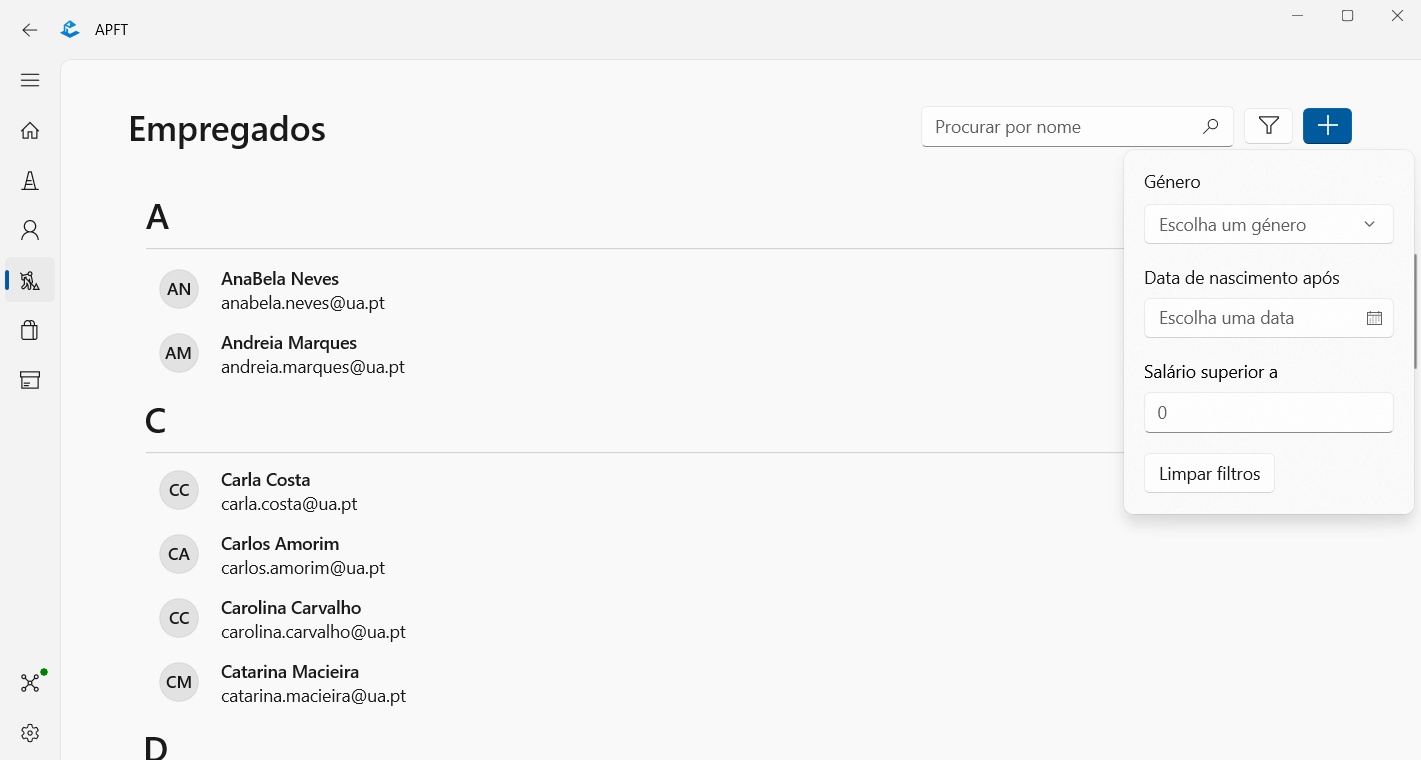 APFT
Empregados
Procurar por nome
Género
Escolha um género
Data de nascimento após
Escolha uma data
Salário superior a
0
Limpar filtros
A
AN
AnaBela Neves
anabela.neves@ua.pt
AM
Andreia Marques
andreia.marques@ua.pt
C
CC
Carla Costa
carla.costa@ua.pt
CA
Carlos Amorim
carlos.amorim@ua.pt
CC
Carolina Carvalho
carolina.carvalho@ua.pt
CM
Catarina Macieira
catarina.macieira@ua.pt
D